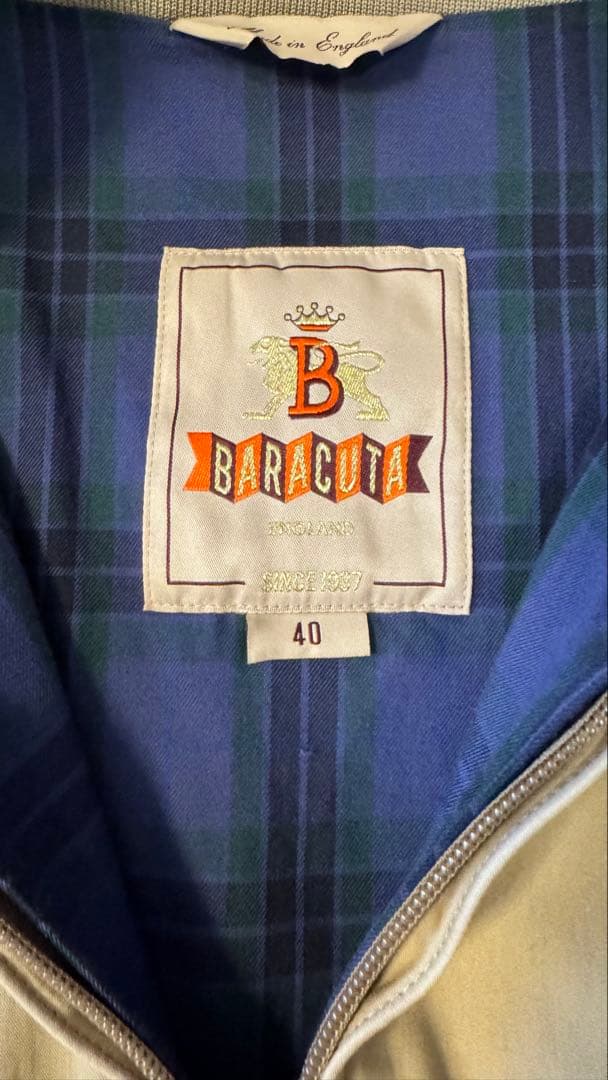 Made in England
B
BARACUTA
ENGLAND
SINCE 1937
40